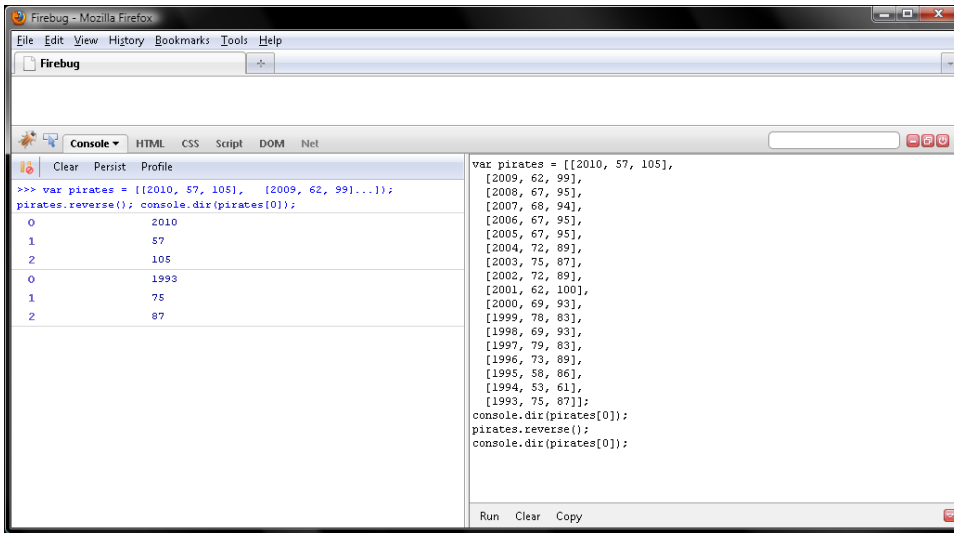 Firebug - Mozilla Firefox
File Edit View History Bookmarks Tools Help
Firebug
Console HTML CSS Script DOM Net
Clear Persist Profile
>>> var pirates = [[2010, 57, 105], [2009, 62, 99]...]);
pirates.reverse(); console.dir(pirates[0]);
0 2010
1 57
2 105
0 1993
1 75
2 87
var pirates = [[2010, 57, 105],
[2009, 62, 99],
[2008, 67, 95],
[2007, 68, 94],
[2006, 67, 95],
[2005, 67, 95],
[2004, 72, 89],
[2003, 75, 87],
[2002, 72, 89],
[2001, 62, 100],
[2000, 69, 93],
[1999, 78, 83],
[1998, 69, 93],
[1997, 79, 83],
[1996, 73, 89],
[1995, 58, 86],
[1994, 53, 61],
[1993, 75, 87]];
console.dir(pirates[0]);
pirates.reverse();
console.dir(pirates[0]);
Run Clear Copy